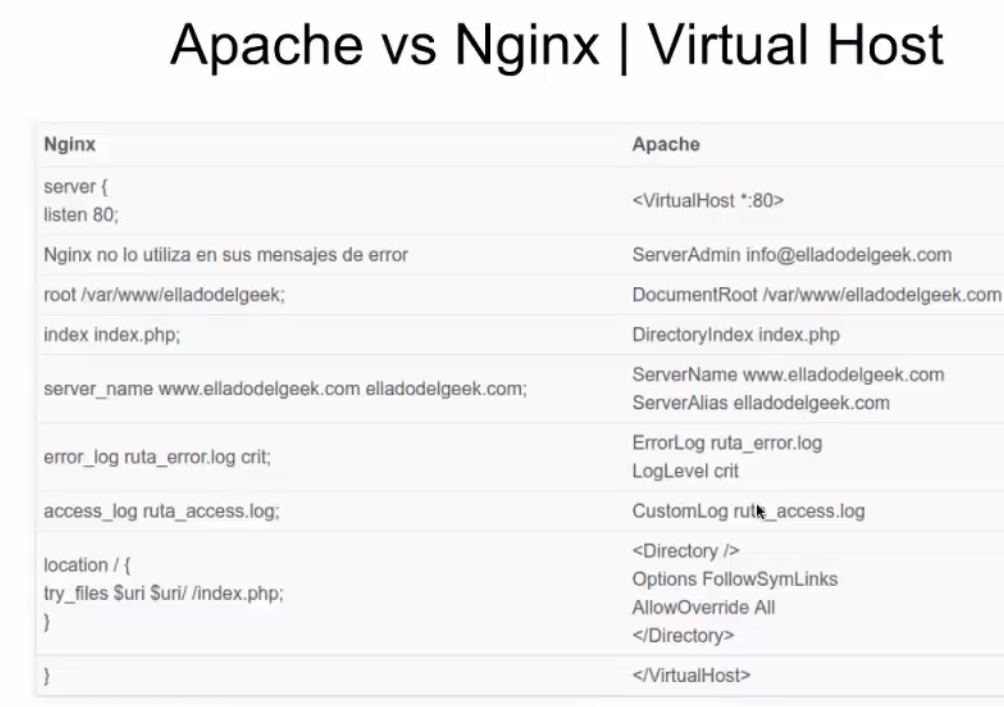 Apache vs Nginx | Virtual Host
Nginx
Apache
server {
listen 80;
<VirtualHost *:80>
Nginx no lo utiliza en sus mensajes de error
ServerAdmin info@elladodelgeek.com
root /var/www/elladodelgeek;
DocumentRoot /var/www/elladodelgeek.com
index index.php;
DirectoryIndex index.php
server_name www.elladodelgeek.com elladodelgeek.com;
ServerName www.elladodelgeek.com
ServerAlias elladodelgeek.com
error_log ruta_error.log crit;
ErrorLog ruta_error.log
LogLevel crit
access_log ruta_access.log;
CustomLog ruta_access.log
location / {
try_files $uri $uri/ /index.php;
}
<Directory />
Options FollowSymLinks
AllowOverride All
</Directory>
}
</VirtualHost>